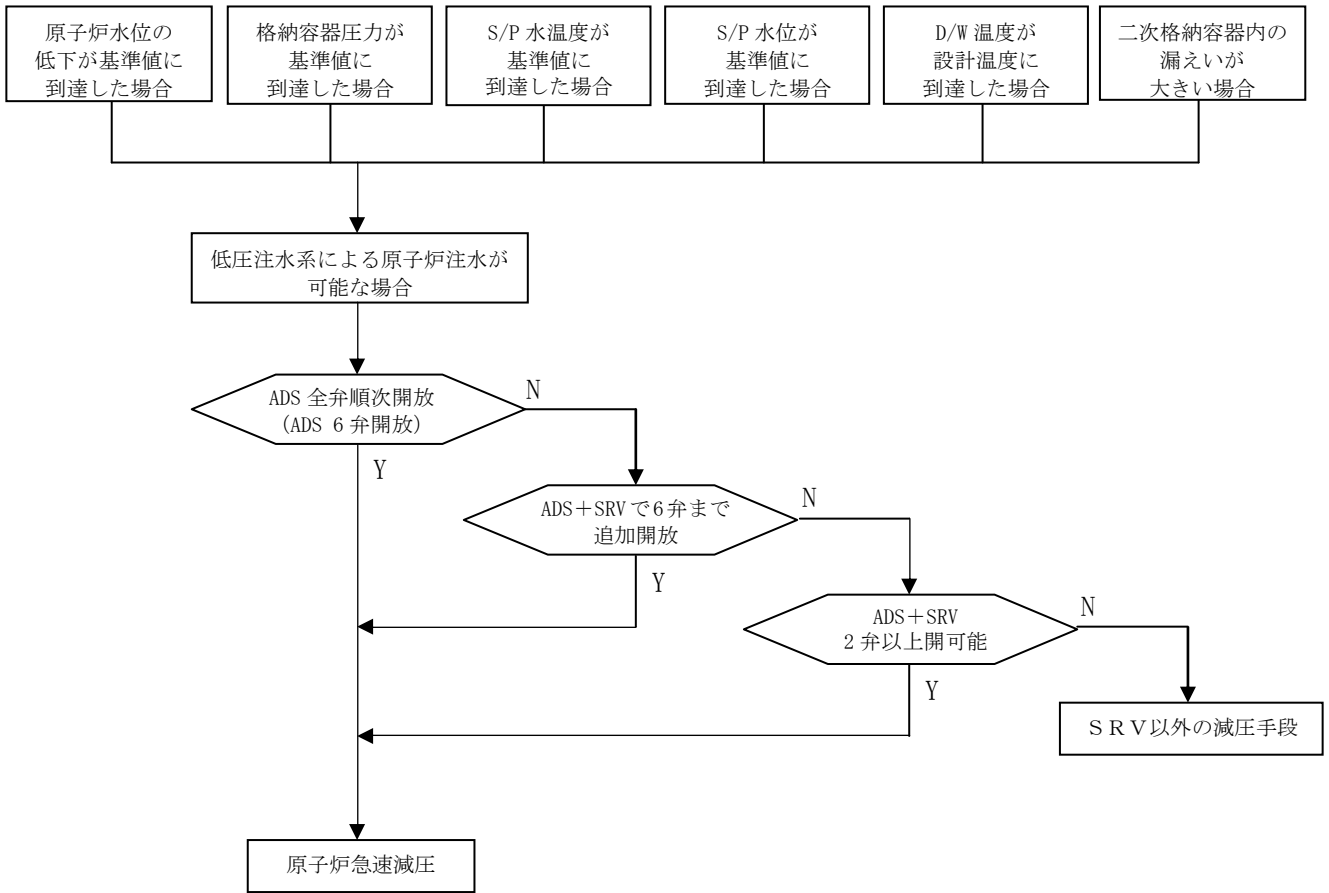 原子炉水位の
低下が基準値に
到達した場合
格納容器圧力が
基準値に
到達した場合
S/P 水温度が
基準値に
到達した場合
S/P 水位が
基準値に
到達した場合
D/W 温度が
設計温度に
到達した場合
二次格納容器内の
漏えいが
大きい場合
低圧注水系による原子炉注水が
可能な場合
ADS 全弁順次開放
(ADS 6 弁開放)
N
Y
ADS＋SRV で6 弁まで
追加開放
N
Y
ADS＋SRV
2 弁以上開可能
N
Y
ＳＲＶ以外の減圧手段
原子炉急速減圧